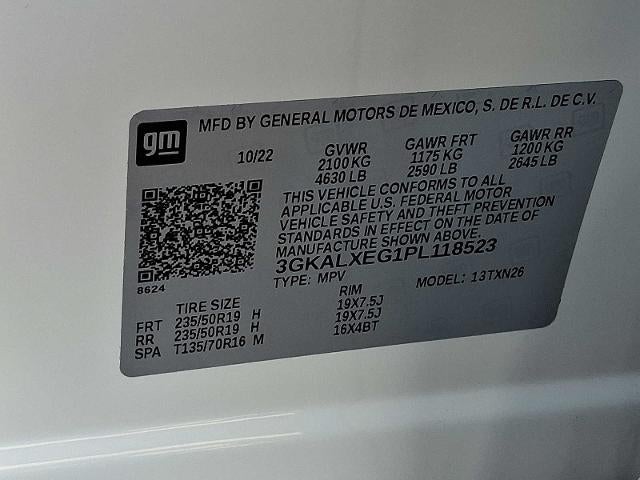 gm
MFD BY GENERAL MOTORS DE MEXICO, S. DE R.L. DE C.V.
10/22 GVWR GAWR FRT GAWR RR
2100 KG 1175 KG 1200 KG
4630 LB 2590 LB 2645 LB
THIS VEHICLE CONFORMS TO ALL
APPLICABLE U.S. FEDERAL MOTOR
VEHICLE SAFETY AND THEFT PREVENTION
STANDARDS IN EFFECT ON THE DATE OF
MANUFACTURE SHOWN ABOVE.
3GKALXEG1PL118523
8624
TYPE: MPV MODEL: 13TXN26
TIRE SIZE RIM
FRT 235/50R19 H 19X7.5J
RR 235/50R19 H 19X7.5J
SPA T135/70R16 M 16X4BT